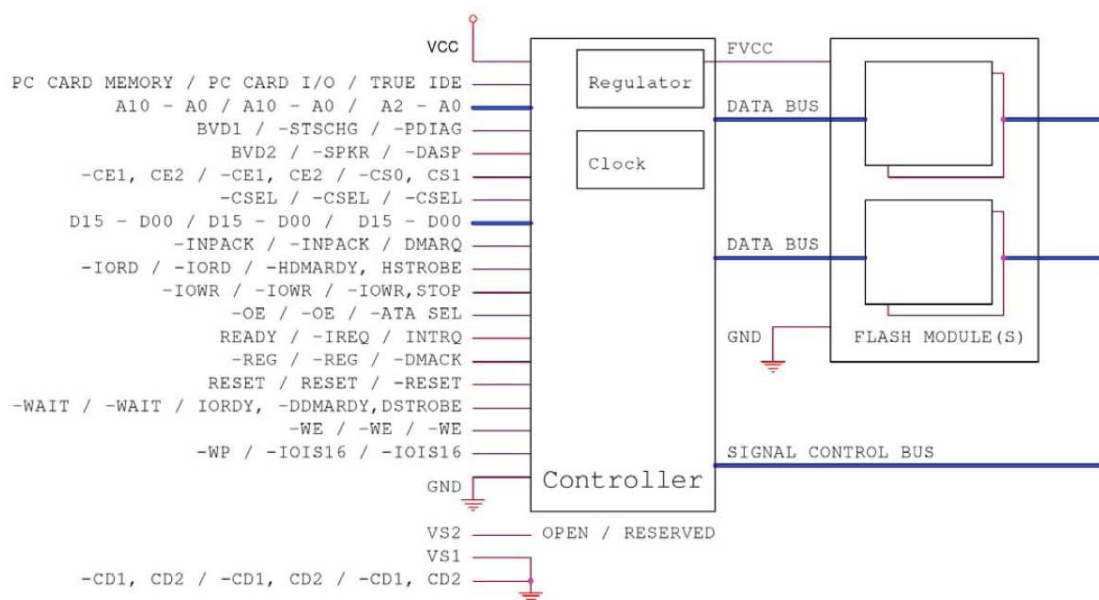 VCC
PC CARD MEMORY / PC CARD I/O / TRUE IDE
A10 - A0 / A10 - A0 / A2 - A0
BVD1 / -STSCHG / -PDIAG
BVD2 / -SPKR / -DASP
-CE1, CE2 / -CE1, CE2 / -CS0, CS1
-CSEL / -CSEL / -CSEL
D15 - D00 / D15 - D00 / D15 - D00
-INPACK / -INPACK / DMARQ
-IORD / -IORD / -HDMARDY, HSTROBE
-IOWR / -IOWR / -IOWR,STOP
-OE / -OE / -ATA SEL
READY / -IREQ / INTRQ
-REG / -REG / -DMACK
RESET / RESET / -RESET
-WAIT / -WAIT / IORDY, -DDMARDY,DSTROBE
-WE / -WE / -WE
-WP / -IOIS16 / -IOIS16
GND
VS2
VS1
-CD1, CD2 / -CD1, CD2 / -CD1, CD2
Regulator
Clock
Controller
OPEN / RESERVED
FVCC
DATA BUS
DATA BUS
GND
FLASH MODULE(S)
SIGNAL CONTROL BUS